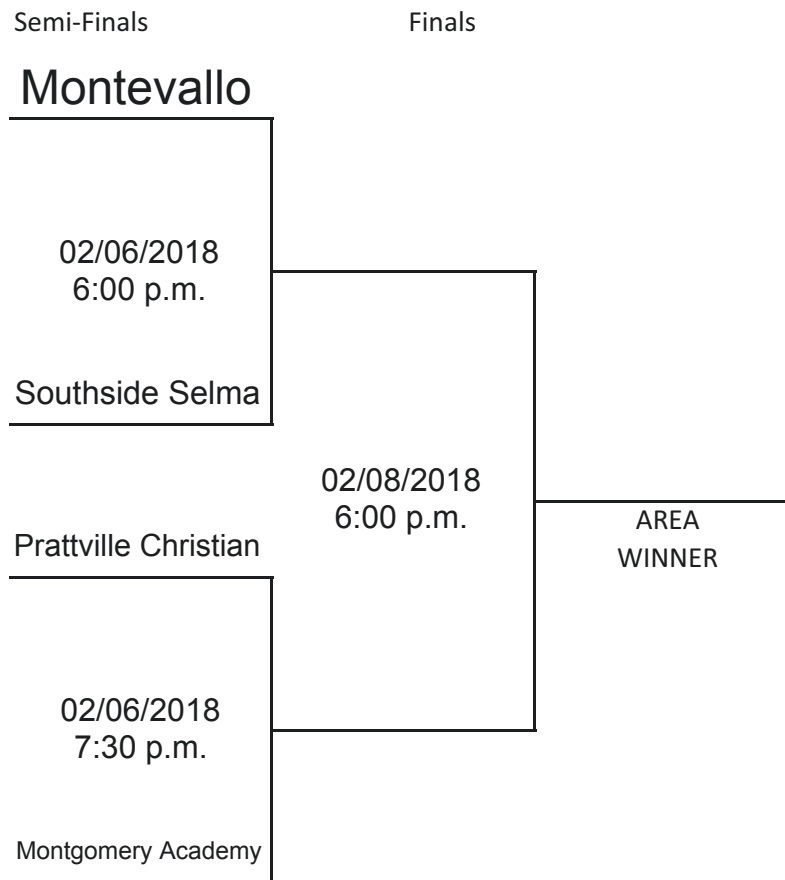 Semi-Finals
Finals
Montevallo
02/06/2018
6:00 p.m.
Southside Selma
02/08/2018
6:00 p.m.
AREA
WINNER
Prattville Christian
02/06/2018
7:30 p.m.
Montgomery Academy